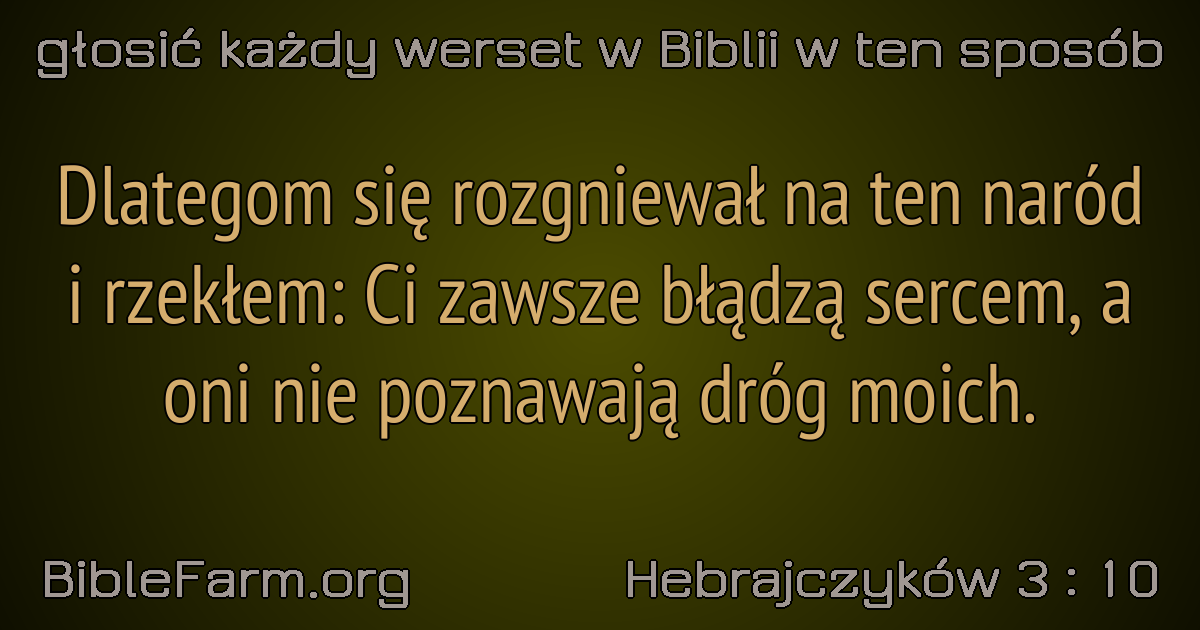 głosić każdy werset w Biblii w ten sposób
Dlategom się rozgniewał na ten naród
i rzekłem: Ci zawsze błądzą sercem, a
oni nie poznawają dróg moich.
BibleFarm.org
Hebrajczyków 3 : 10